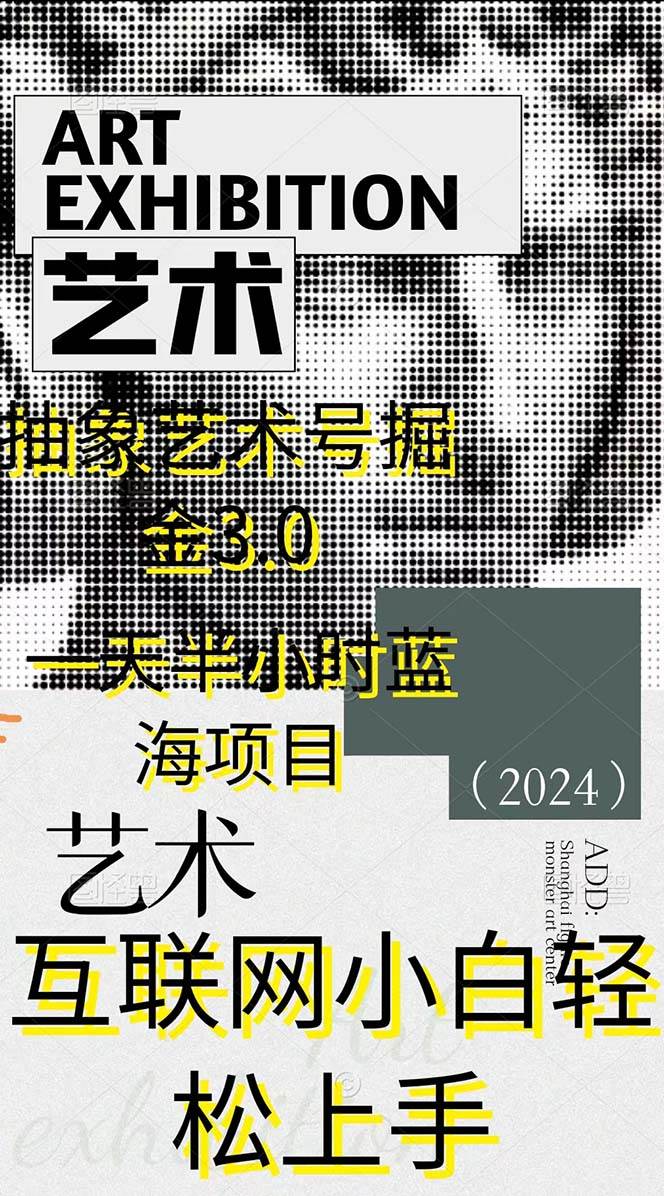 ART
EXHIBITION
艺术
抽象艺术号掘
金3.0
一天半小时蓝
海项目
（2024）
艺术
ADD:
Shanghai
monster art center
互联网小白轻
松上手
Art
exhibition